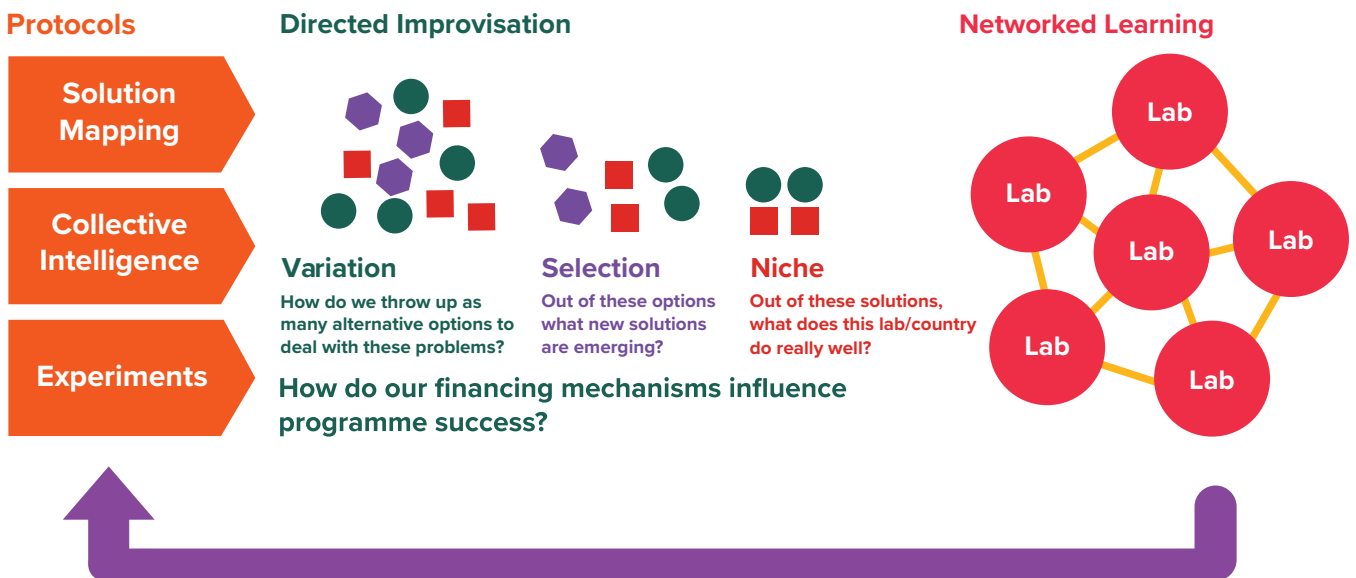 Protocols
Solution
Mapping
Collective
Intelligence
Experiments
Directed Improvisation
Variation
How do we throw up as
many alternative options to
deal with these problems?
Selection
Out of these options
what new solutions
are emerging?
Niche
Out of these solutions,
what does this lab/country
do really well?
How do our financing mechanisms influence
programme success?
Networked Learning
Lab
Lab
Lab
Lab
Lab
Lab